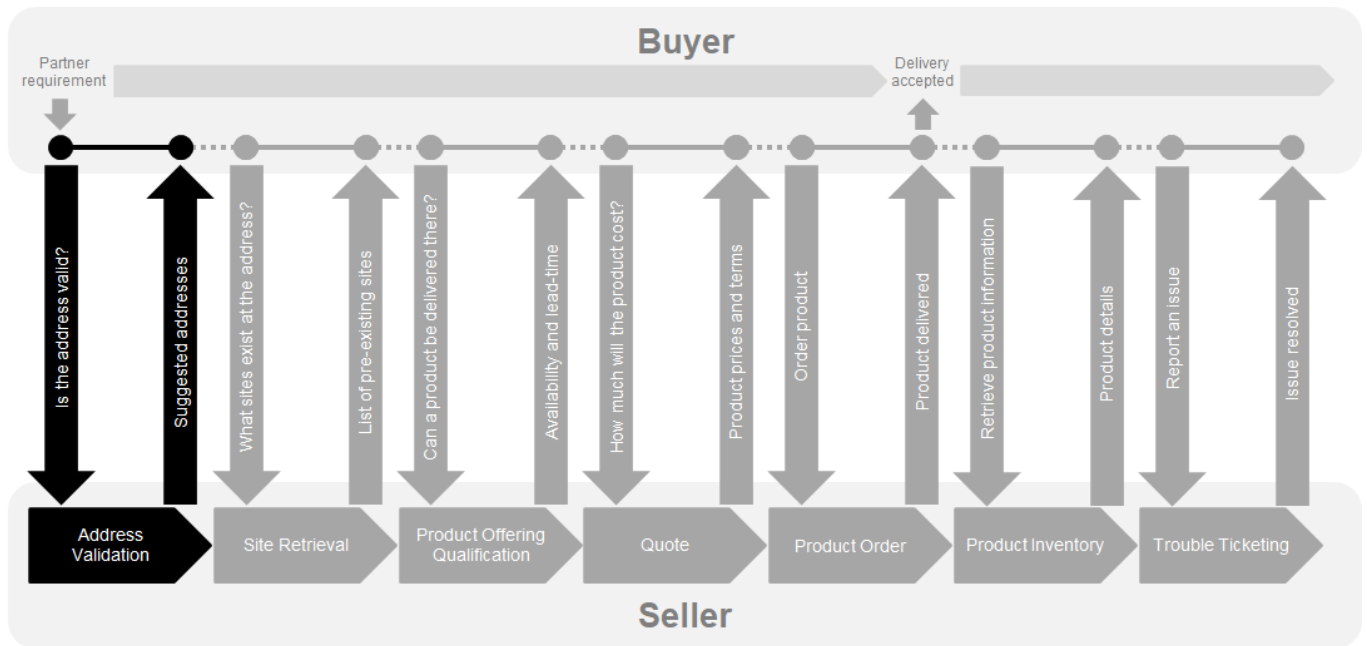 Buyer
Partner
requirement
Delivery
accepted
Is the address valid?
Suggested addresses
What sites exist at the address?
List of pre-existing sites
Can a product be delivered there?
Availability and lead-time
How much will the product cost?
Product prices and terms
Order product
Product delivered
Retrieve product information
Product details
Report an issue
Issue resolved
Address
Validation
Site Retrieval
Product Offering
Qualification
Quote
Product Order
Product Inventory
Trouble Ticketing
Seller